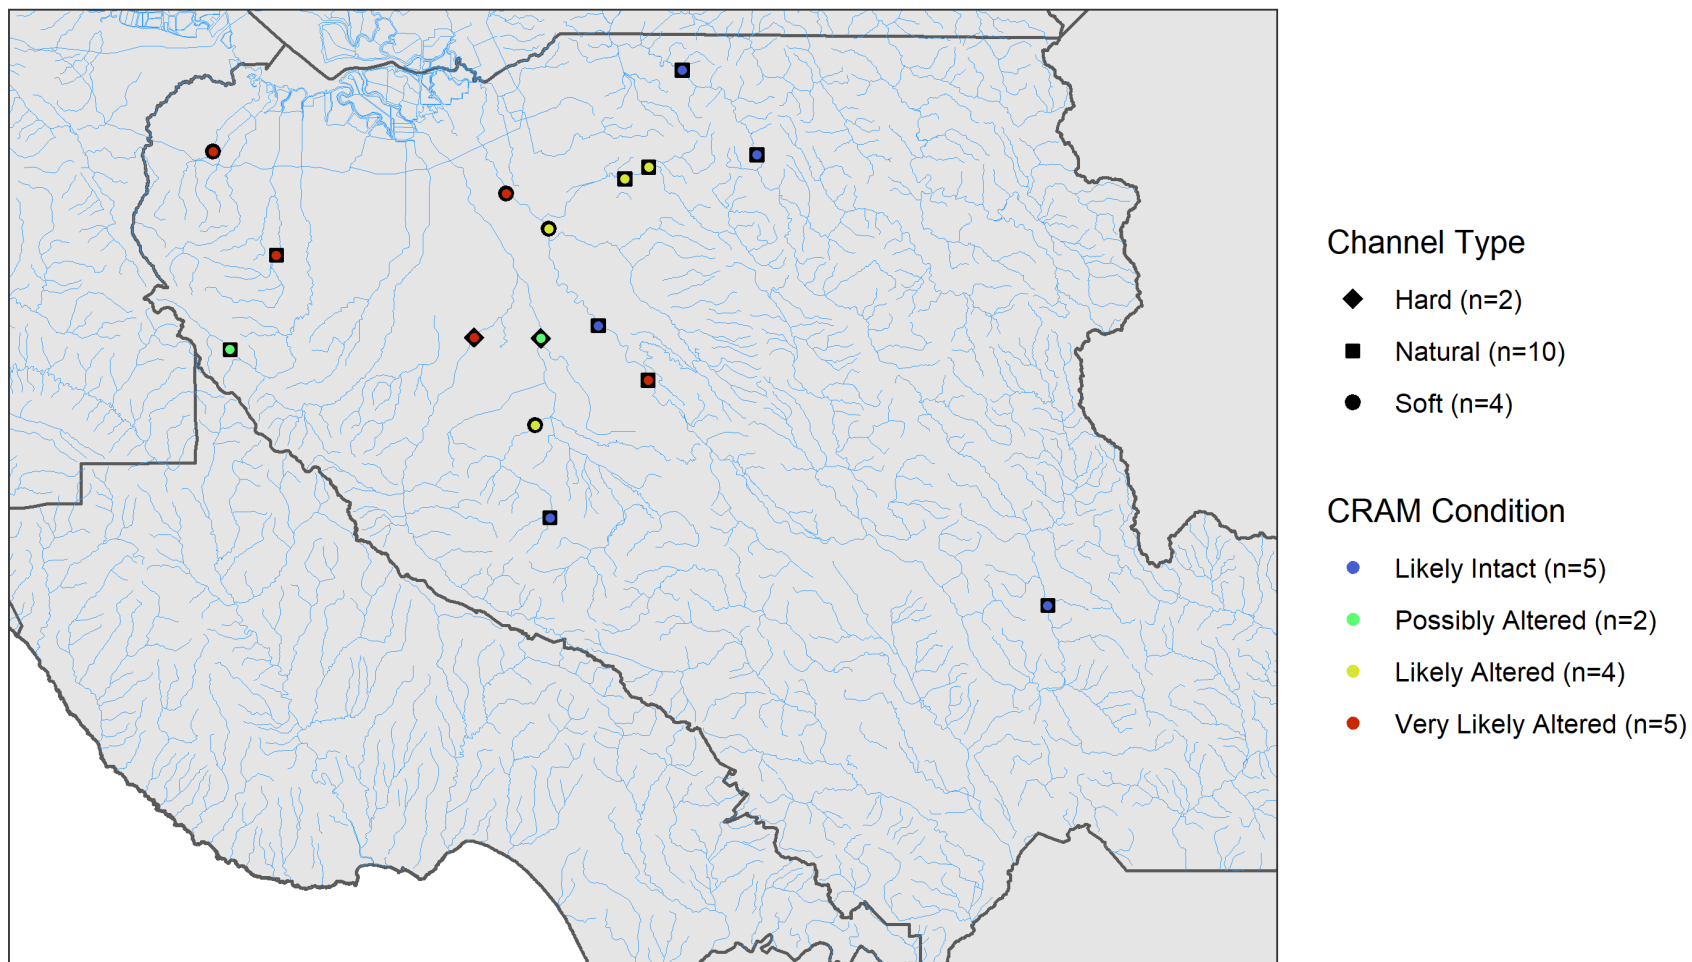 Channel Type
Hard (n=2)
Natural (n=10)
Soft (n=4)
CRAM Condition
Likely Intact (n=5)
Possibly Altered (n=2)
Likely Altered (n=4)
Very Likely Altered (n=5)